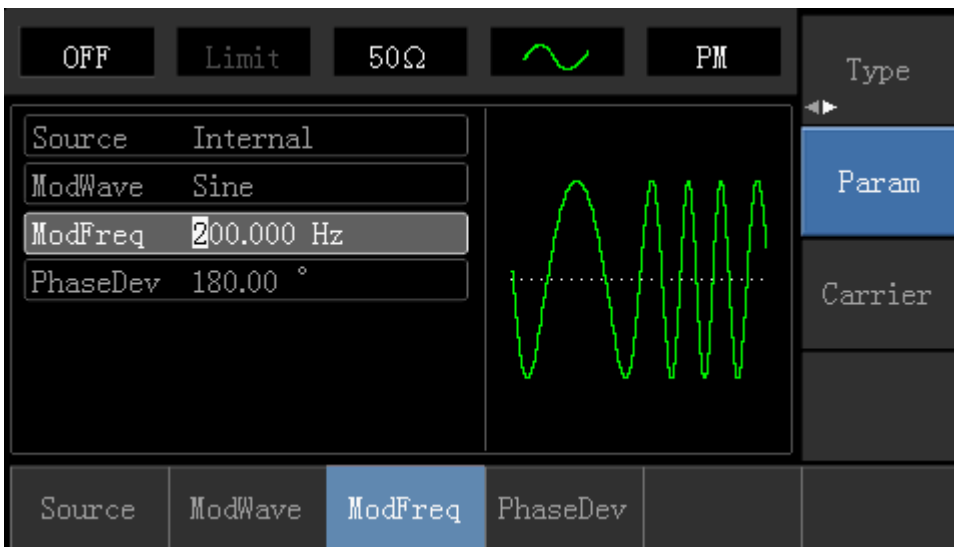 OFF Limit 50Ω PM
Type
Source Internal
ModWave Sine
ModFreq 200.000 Hz
PhaseDev 180.00 °
Param
Carrier
Source ModWave ModFreq PhaseDev